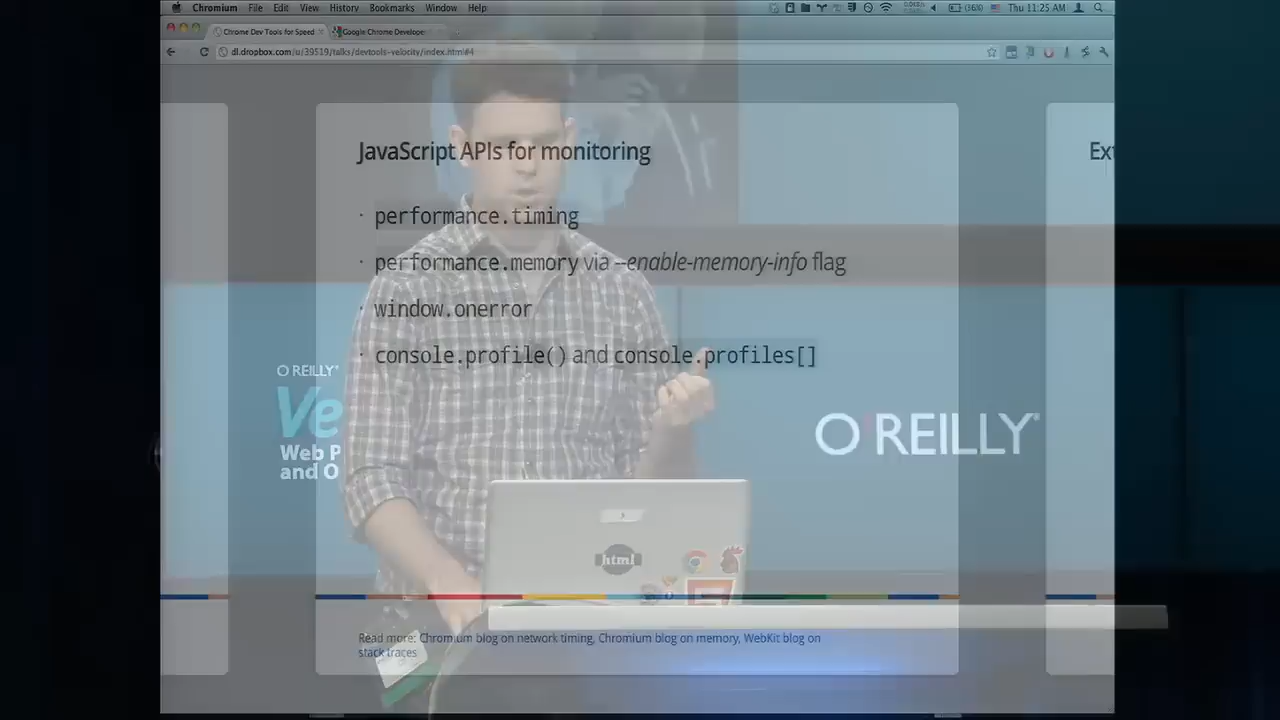 Chromium File Edit View History Bookmarks Window Help
(36%) Thu 11:25 AM
Chrome Dev Tools for Speed
Google Chrome Develope
dl.dropbox.com/u/39519/talks/devtools-velocity/index.html#4
JavaScript APIs for monitoring
Ext
· performance.timing
· performance.memory via --enable-memory-info flag
· window.onerror
· console.profile() and console.profiles[]
O'REILLY®
Ve
Web P
and O
O'REILLY®
html
Read more: Chromium blog on network timing, Chromium blog on memory, WebKit blog on
stack traces